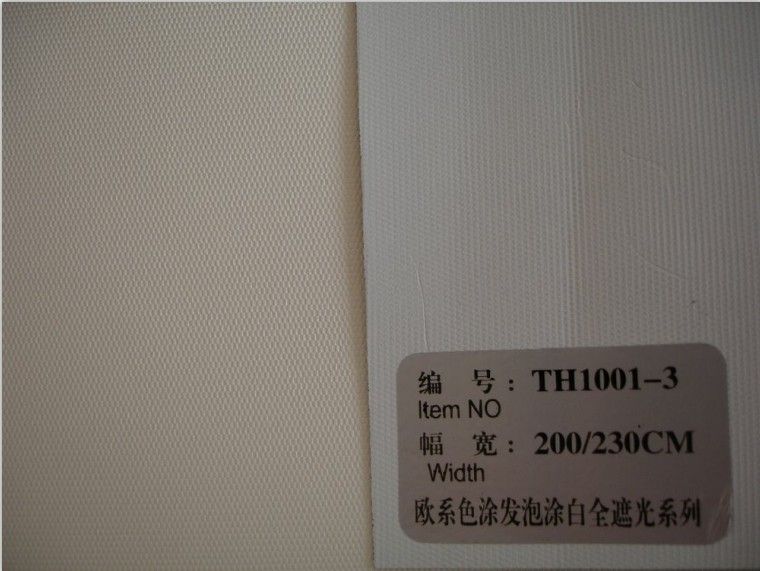 编 号：TH1001-3
Item NO
幅 宽：200/230CM
Width
欧系色涂发泡涂白全遮光系列